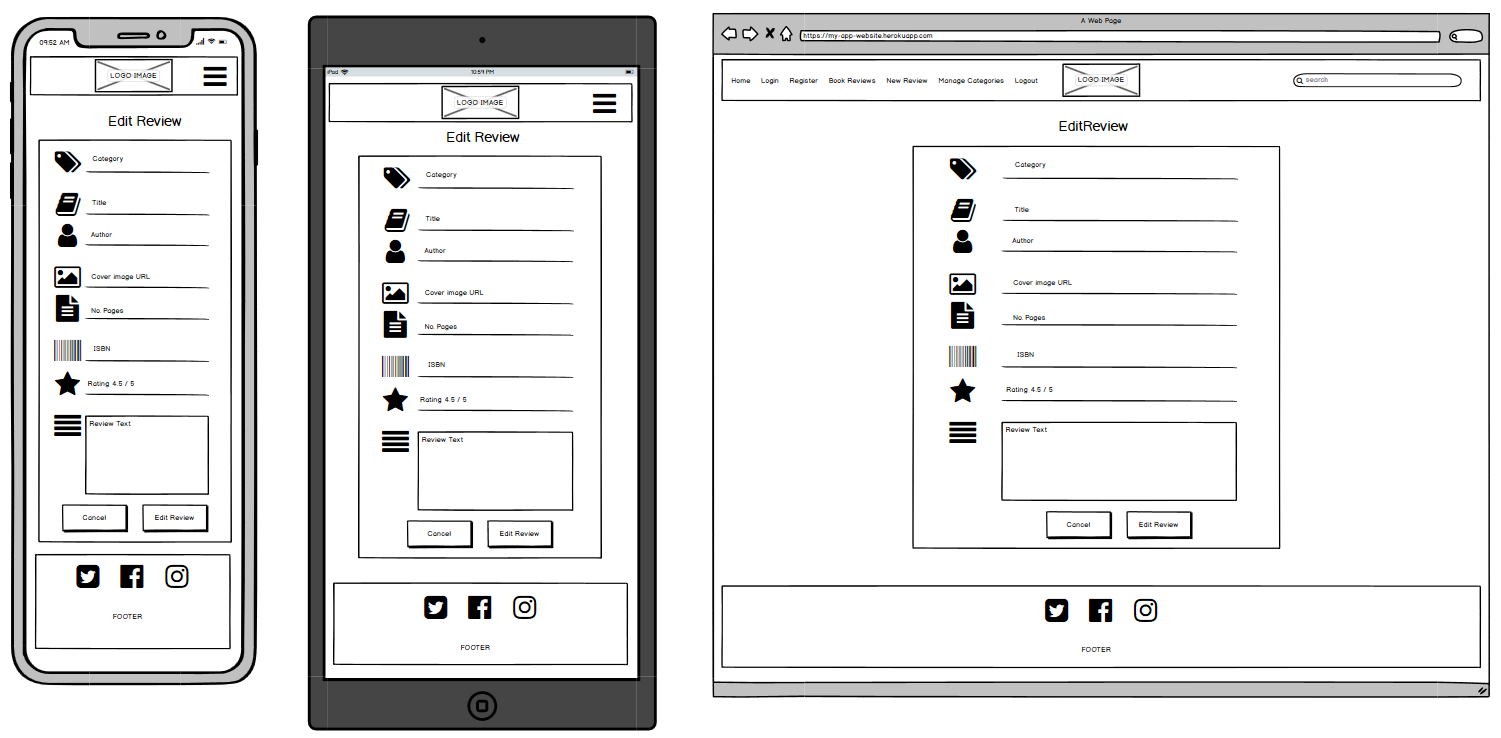 09:52 AM
LOGO IMAGE
Edit Review
Category
Title
Author
Cover image URL
No. Pages
ISBN
Rating 4.5 / 5
Review Text
Cancel
Edit Review
FOOTER
iPad
10:59 PM
LOGO IMAGE
Edit Review
Category
Title
Author
Cover image URL
No. Pages
ISBN
Rating 4.5 / 5
Review Text
Cancel
Edit Review
FOOTER
A Web Page
https://my-app-website.herokuapp.com
Home Login Register Book Reviews New Review Manage Categories Logout LOGO IMAGE search
EditReview
Category
Title
Author
Cover image URL
No. Pages
ISBN
Rating 4.5 / 5
Review Text
Cancel
Edit Review
FOOTER